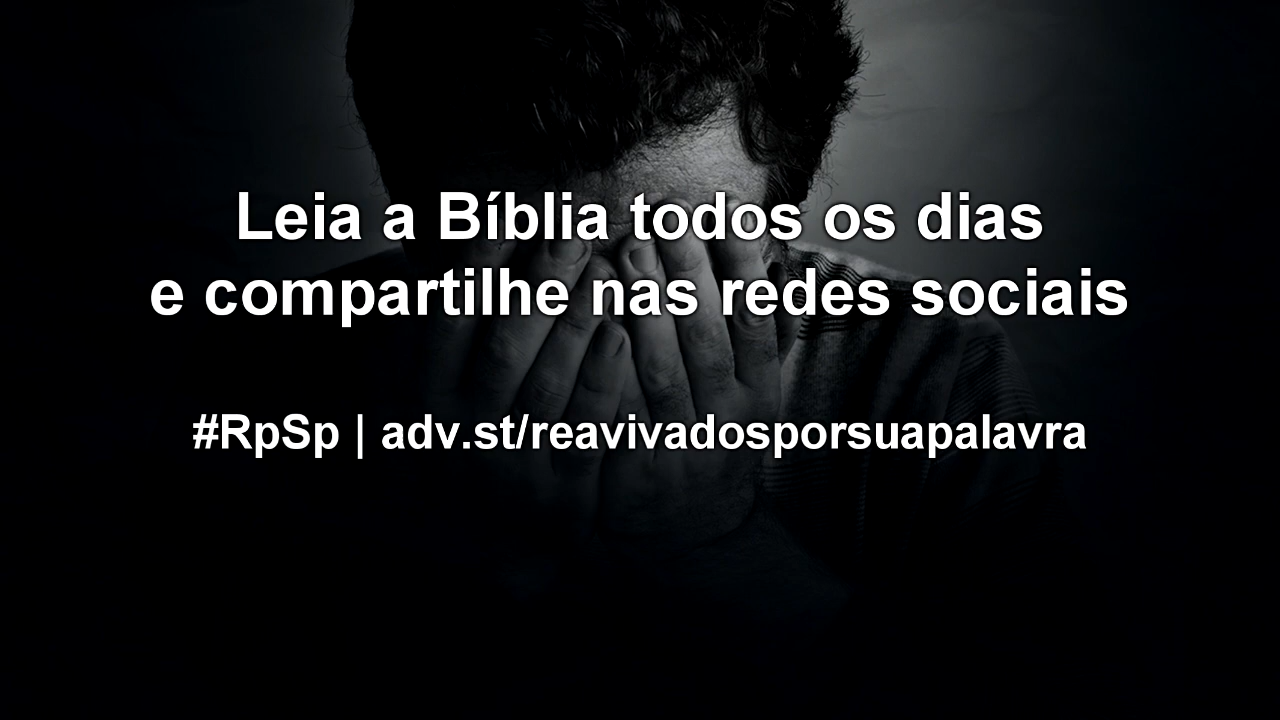 Leia a Bíblia todos os dias
e compartilhe nas redes sociais
#RpSp | adv.st/reavivadosporsuapalavra